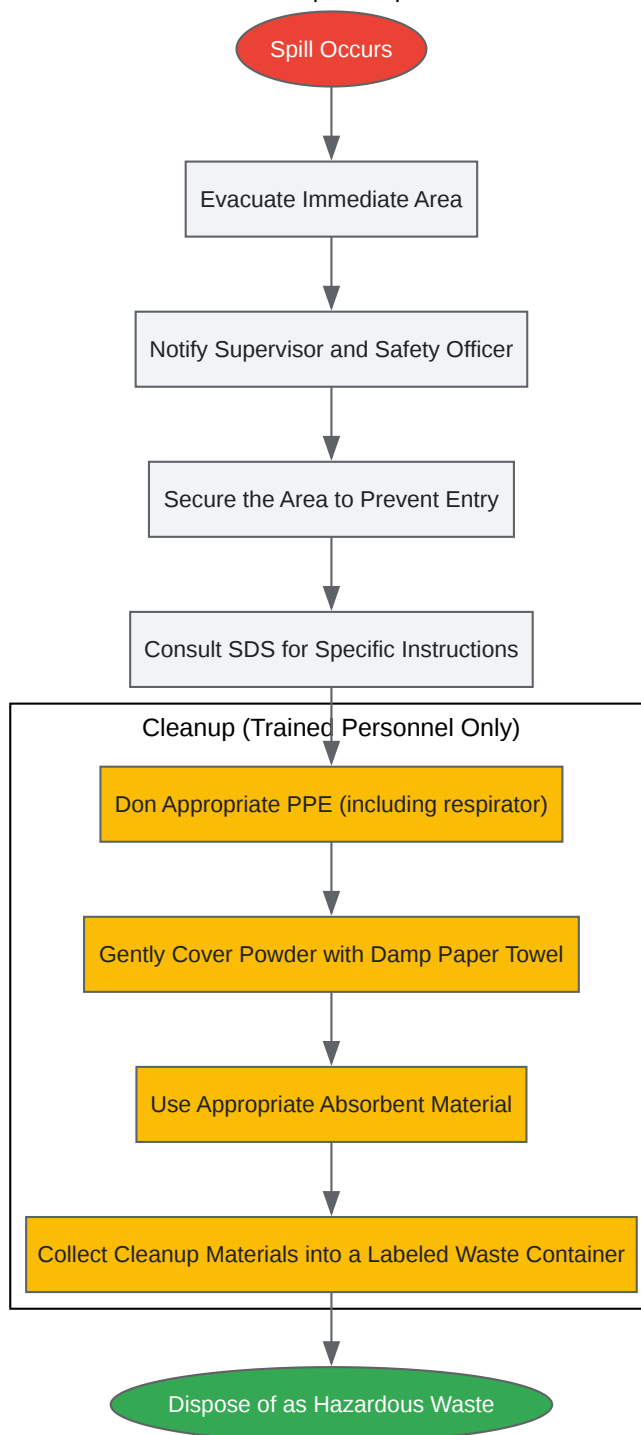 Spill Occurs
Evacuate Immediate Area
Notify Supervisor and Safety Officer
Secure the Area to Prevent Entry
Consult SDS for Specific Instructions
Cleanup (Trained Personnel Only)
Don Appropriate PPE (including respirator)
Gently Cover Powder with Damp Paper Towel
Use Appropriate Absorbent Material
Collect Cleanup Materials into a Labeled Waste Container
Dispose of as Hazardous Waste